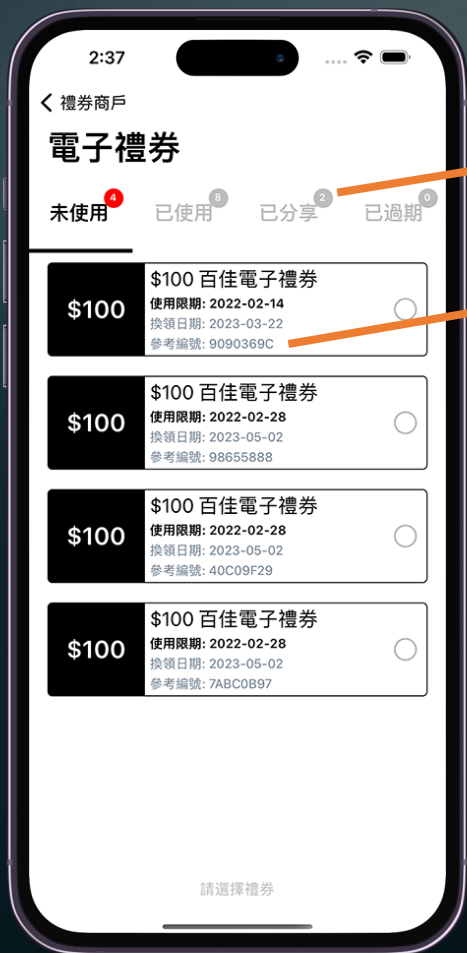 2:37
禮券商戶
電子禮券
未使用 4 已使用 8 已分享 2 已過期 0
$100
$100 百佳電子禮券
使用限期: 2022-02-14
換領日期: 2023-03-22
參考編號: 9090369C
$100
$100 百佳電子禮券
使用限期: 2022-02-28
換領日期: 2023-05-02
參考編號: 98655888
$100
$100 百佳電子禮券
使用限期: 2022-02-28
換領日期: 2023-05-02
參考編號: 40C09F29
$100
$100 百佳電子禮券
使用限期: 2022-02-28
換領日期: 2023-05-02
參考編號: 7ABC0B97
請選擇禮券